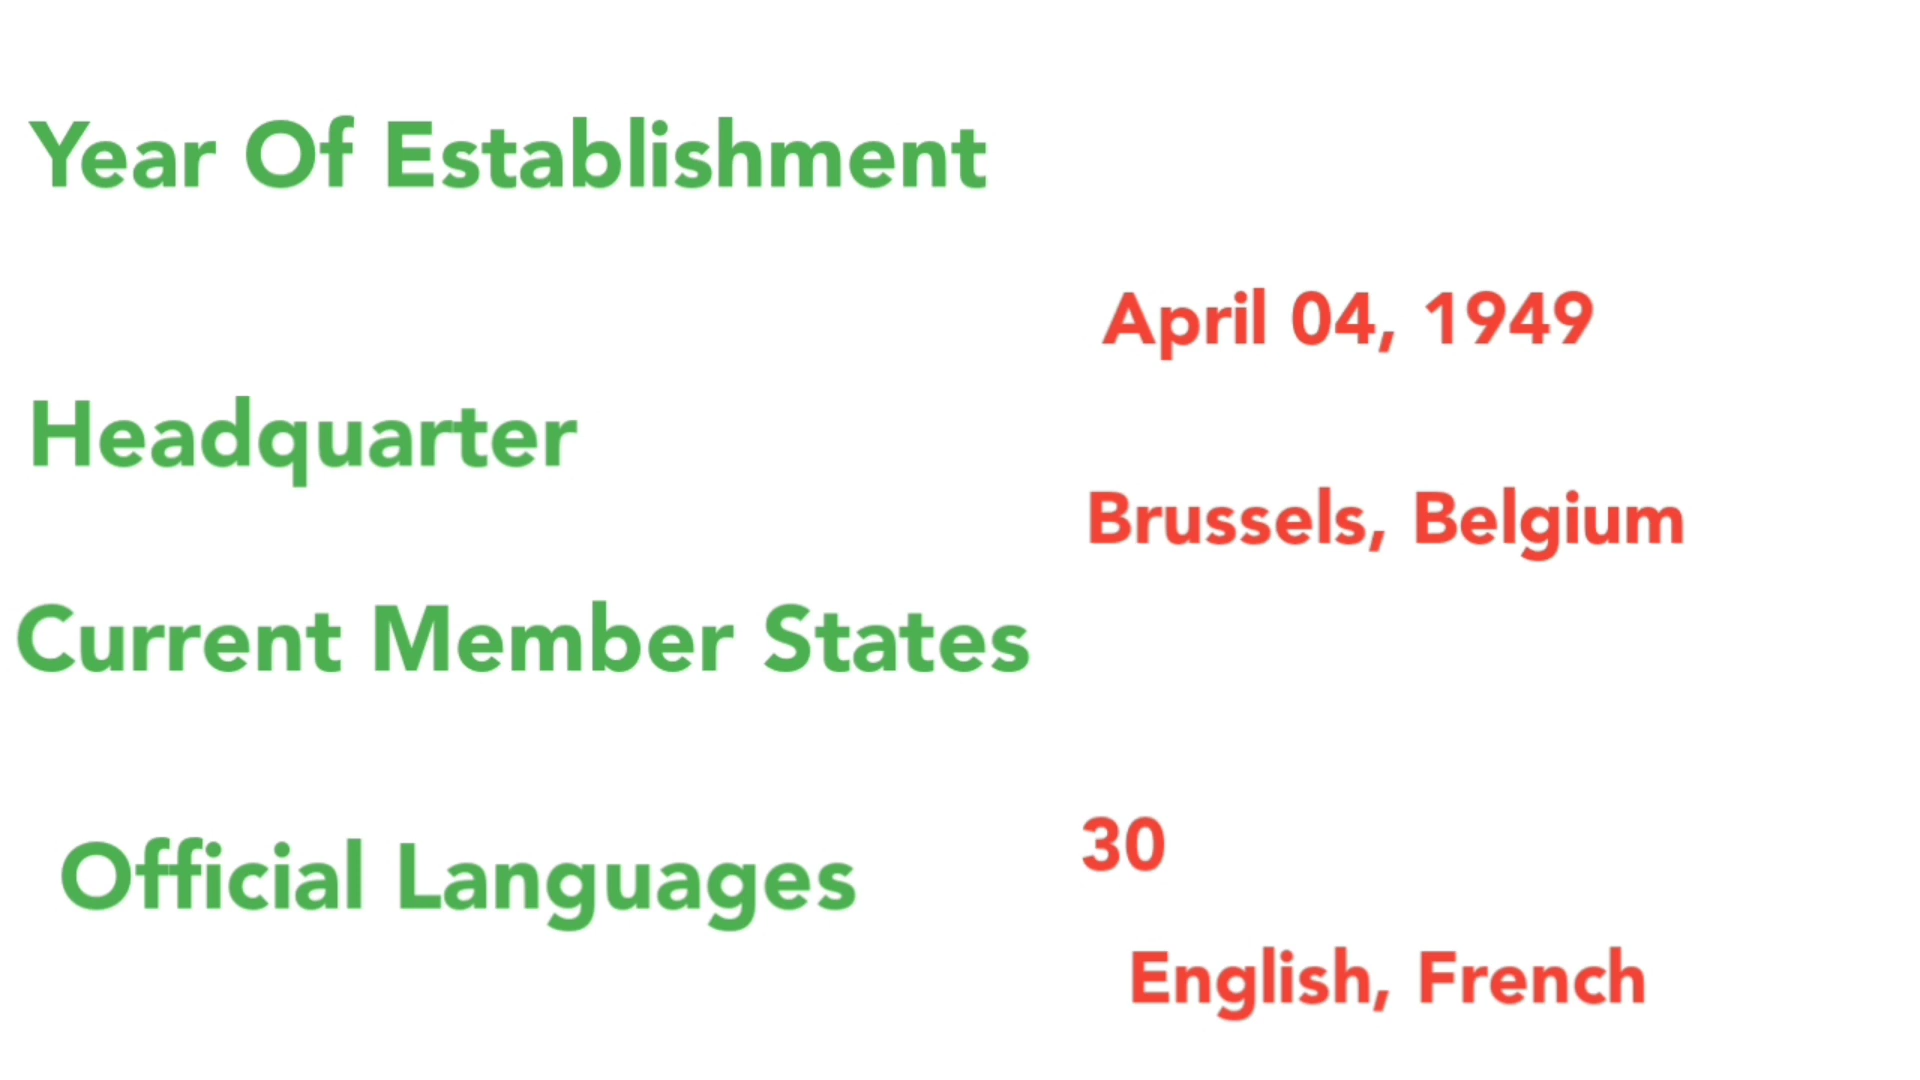 Year Of Establishment
April 04, 1949
Headquarter
Brussels, Belgium
Current Member States
30
Official Languages
English, French